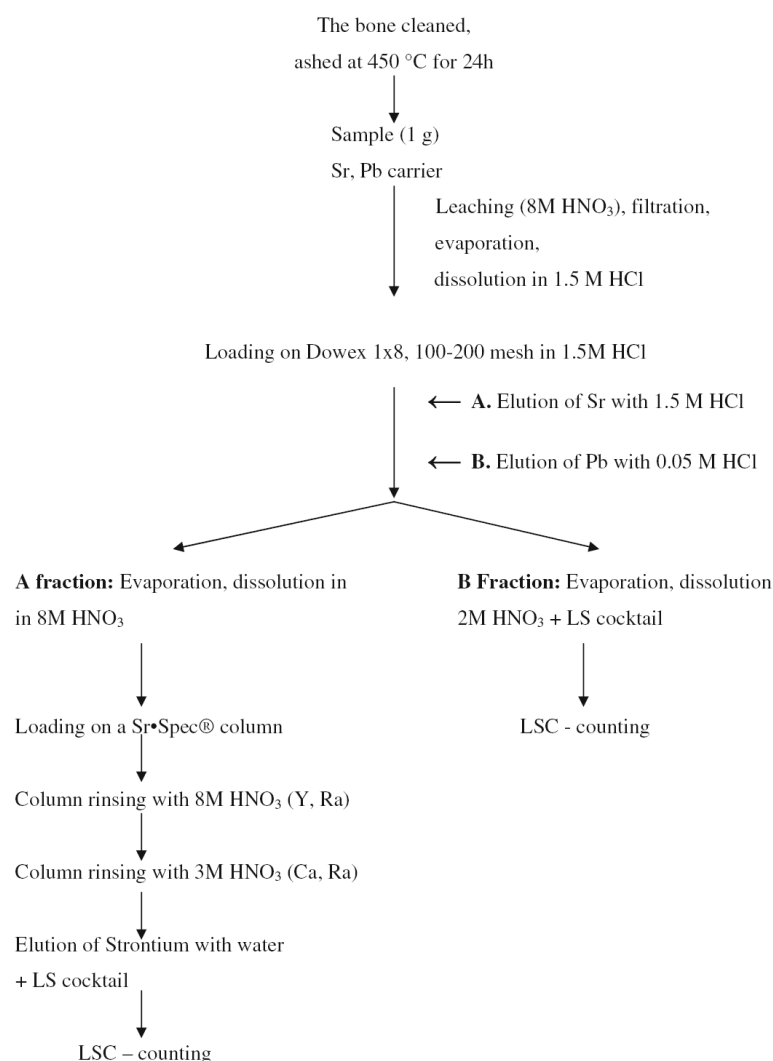 The bone cleaned,
ashed at 450 °C for 24h
Sample (1 g)
Sr, Pb carrier
Leaching (8M HNO₃), filtration,
evaporation,
dissolution in 1.5 M HCl
Loading on Dowex 1x8, 100-200 mesh in 1.5M HCl
A. Elution of Sr with 1.5 M HCl
B. Elution of Pb with 0.05 M HCl
A fraction: Evaporation, dissolution in
in 8M HNO₃
Loading on a Sr•Spec® column
Column rinsing with 8M HNO₃ (Y, Ra)
Column rinsing with 3M HNO₃ (Ca, Ra)
Elution of Strontium with water
+ LS cocktail
LSC – counting
B Fraction: Evaporation, dissolution
2M HNO₃ + LS cocktail
LSC - counting